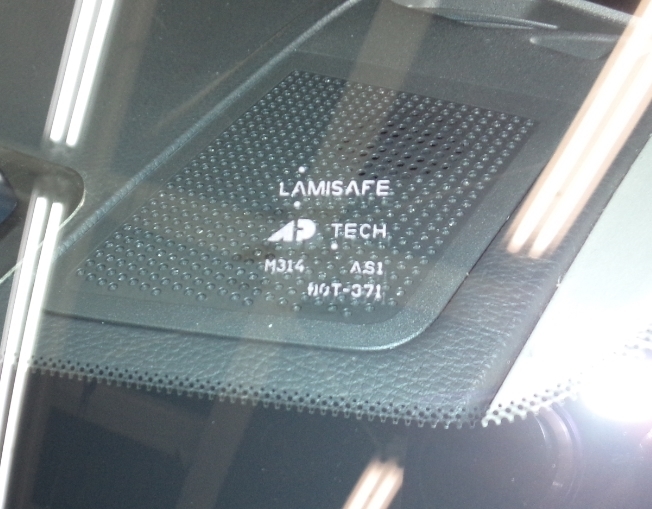 LAMISAFE
AP TECH
M314 AS1
DOT-371